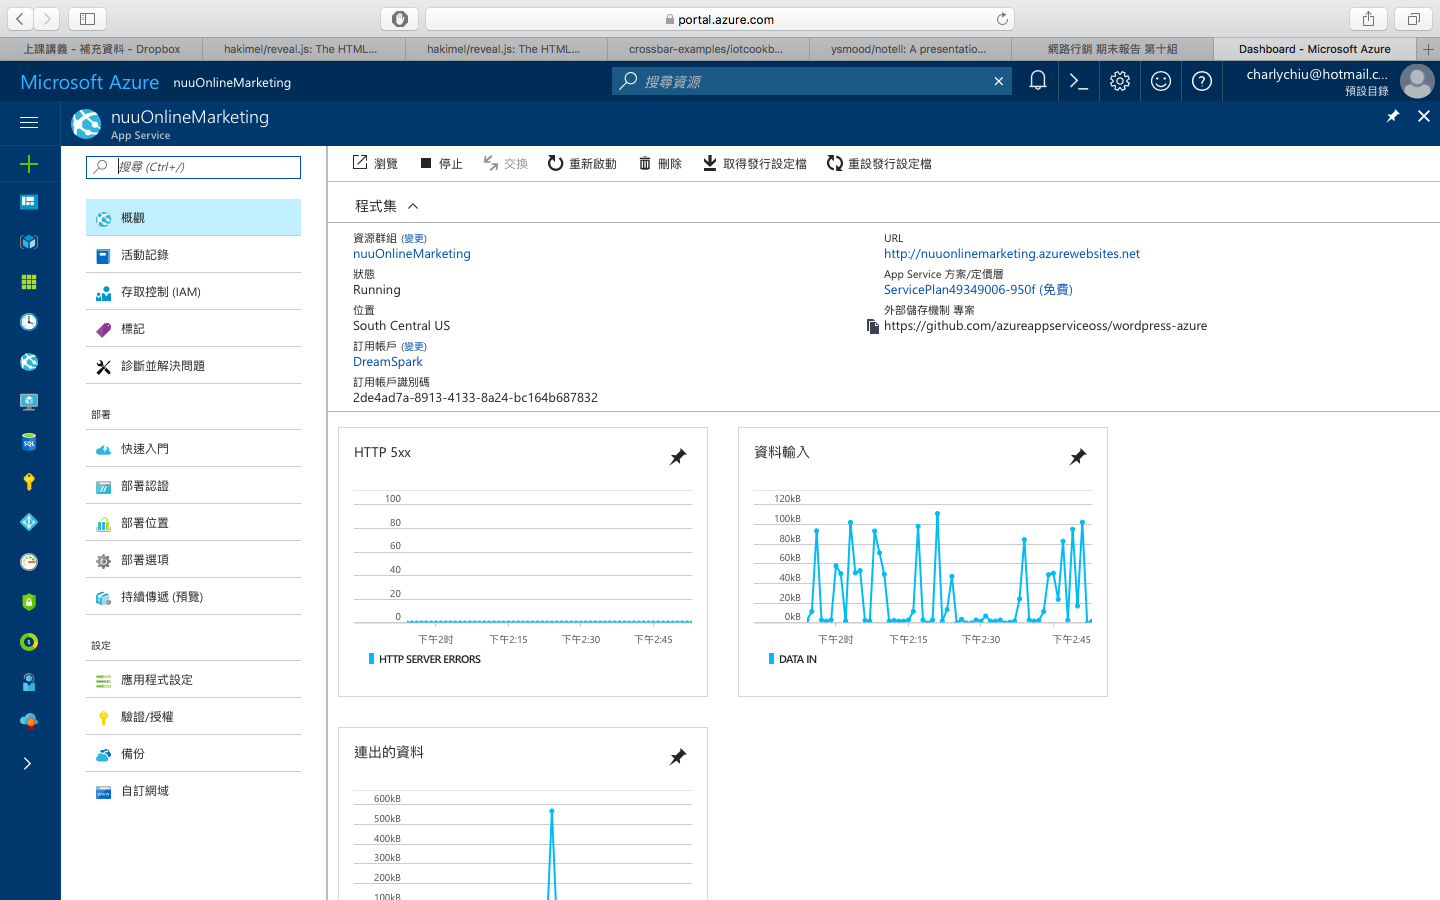 portal.azure.com
上課講義 - 補充資料 - Dropbox
hakimel/reveal.js: The HTML...
hakimel/reveal.js: The HTML...
crossbar-examples/iotcookb...
ysmood/notell: A presentatio...
網路行銷 期末報告 第十組
Dashboard - Microsoft Azure
Microsoft Azure nuuOnlineMarketing
搜尋資源
charlychiu@hotmail.c...
預設目錄
nuuOnlineMarketing
App Service
搜尋 (Ctrl+/)
概觀
活動記錄
存取控制 (IAM)
標記
診斷並解決問題
部署
快速入門
部署認證
部署位置
部署選項
持續傳遞 (預覽)
設定
應用程式設定
驗證/授權
備份
自訂網域
瀏覽 停止 交換 重新啟動 刪除 取得發行設定檔 重設發行設定檔
程式集
資源群組 (變更)
nuuOnlineMarketing
狀態
Running
位置
South Central US
訂用帳戶 (變更)
DreamSpark
訂用帳戶識別碼
2de4ad7a-8913-4133-8a24-bc164b687832
URL
http://nuuonlinemarketing.azurewebsites.net
App Service 方案/定價層
ServicePlan49349006-950f (免費)
外部儲存機制 專案
https://github.com/azureappserviceoss/wordpress-azure
HTTP 5xx
100
80
60
40
20
0
下午2时 下午2:15 下午2:30 下午2:45
HTTP SERVER ERRORS
資料輸入
120kB
100kB
80kB
60kB
40kB
20kB
0kB
下午2时 下午2:15 下午2:30 下午2:45
DATA IN
連出的資料
600kB
500kB
400kB
300kB
200kB
100kB